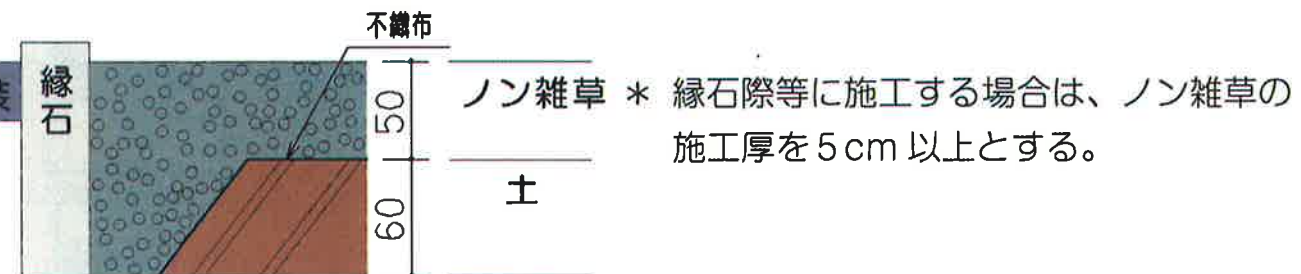 不織布
縁石
50
ノン雑草 * 縁石際等に施工する場合は、ノン雑草の
施工厚を5cm 以上とする。
土
60